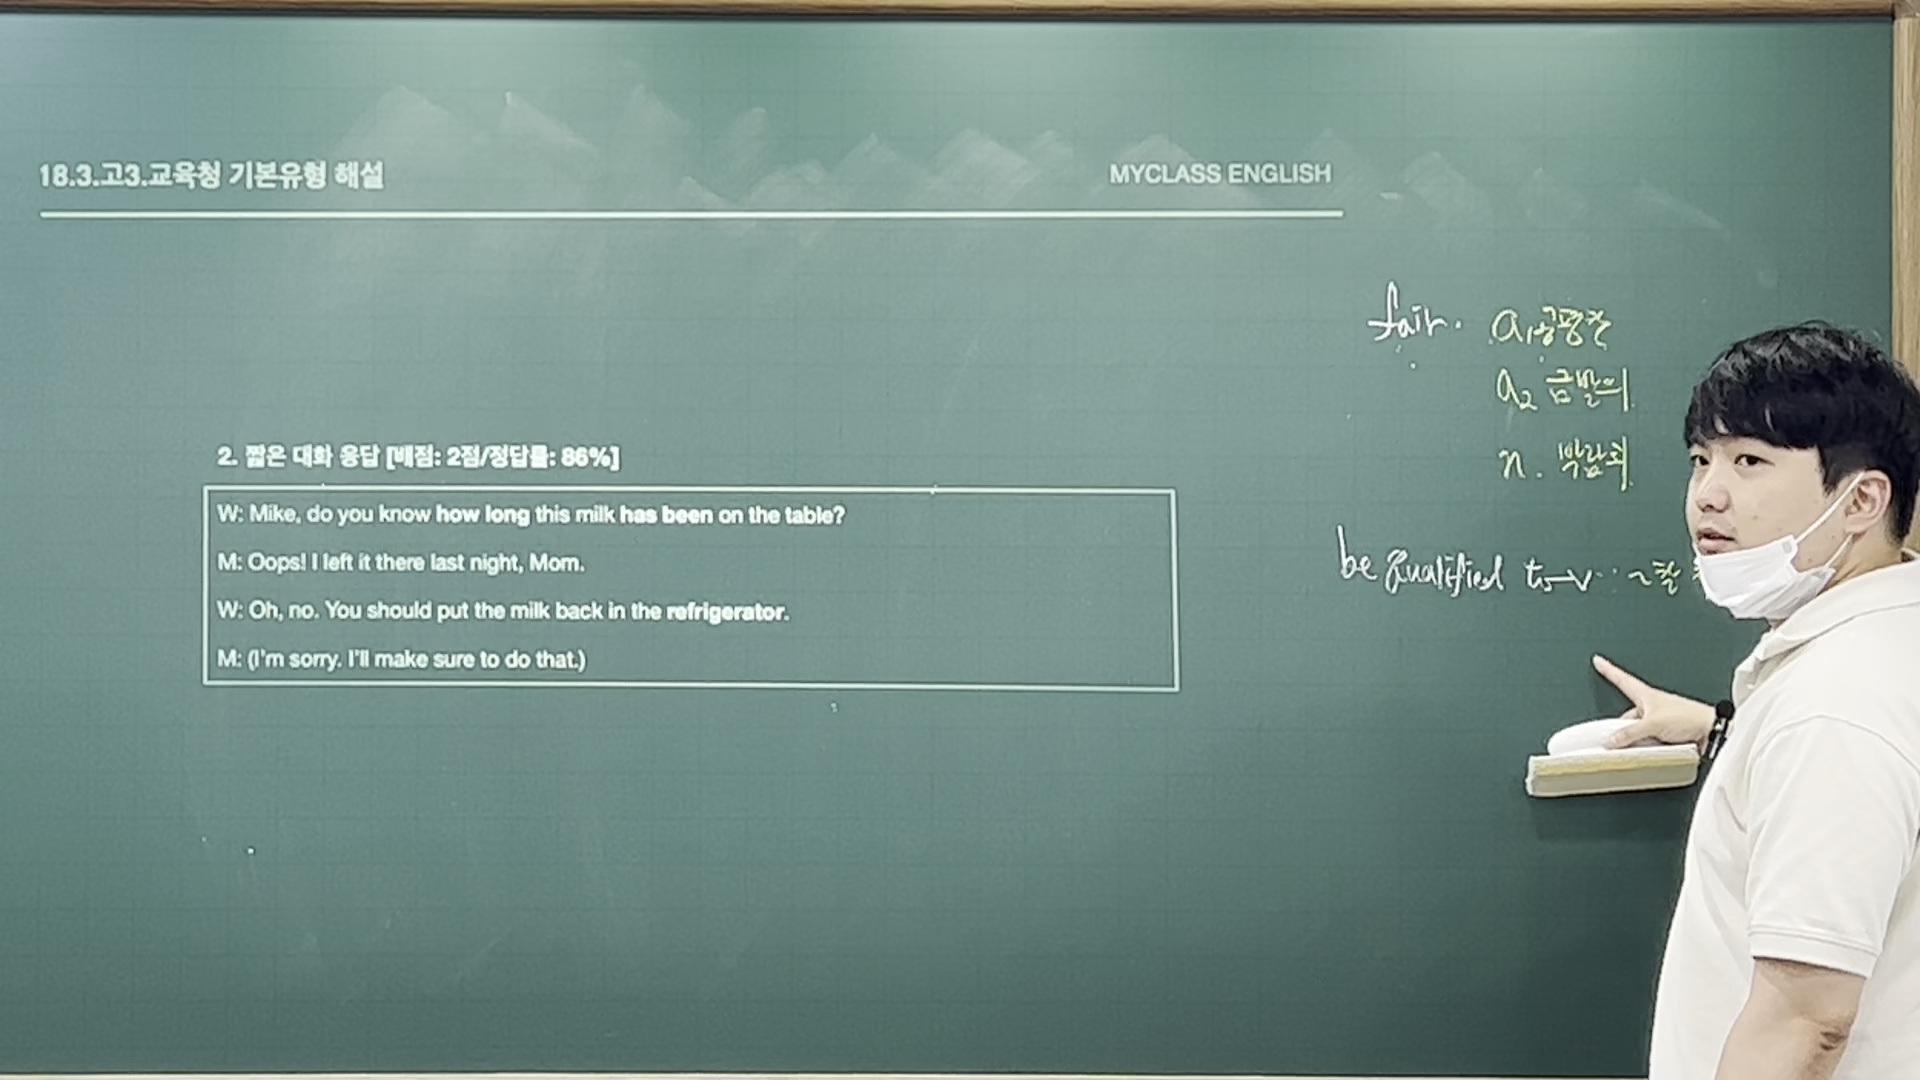 18.3.고3.교육청 기본유형 해설
MYCLASS ENGLISH
2. 짧은 대화 응답 [배점: 2점/정답률: 86%]
W: Mike, do you know how long this milk has been on the table?
M: Oops! I left it there last night, Mom.
W: Oh, no. You should put the milk back in the refrigerator.
M: (I'm sorry. I'll make sure to do that.)
fair. a1 공평한
a2 금발의
n. 박람회
be qualified to-v ~할